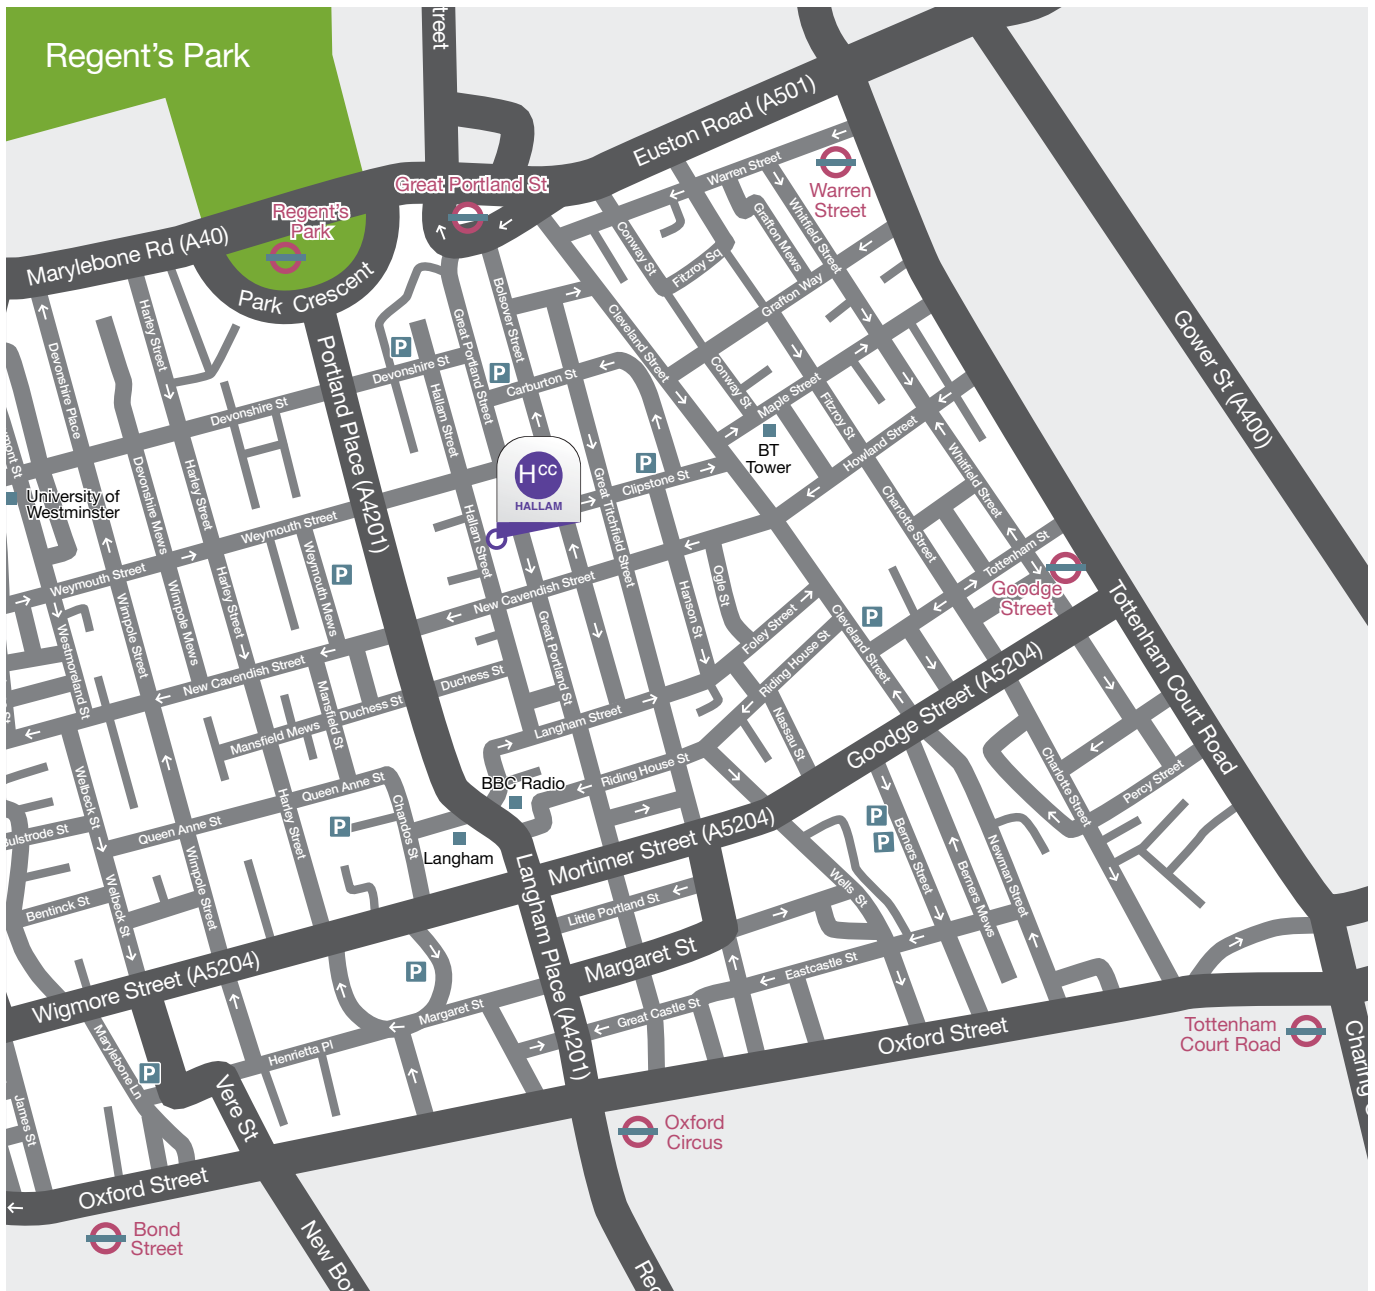 Regent's Park
treet
Euston Road (A501)
Warren Street
Warren
Street
Great Portland St
Regent's
Park
Marylebone Rd (A40)
Park Crescent
Conway St
Fitzroy Sq
Grafton Mews
Whitfield Street
Grafton Way
Gower St (A400)
Harley Street
Devonshire Place
Portland Place (A4201)
Bolsover Street
Great Portland Street
Cleveland Street
P
P
Devonshire St
Carburton St
Conway St
Maple Street
Fitzroy St
Devonshire St
Hallam Street
BT
Tower
Howland Street
Whitfield Street
mont St
University of
Westminster
Devonshire Mews
Harley Street
Weymouth Street
HCC
HALLAM
P
Clipstone St
Great Titchfield Street
Charlotte Street
Hallam Street
Tottenham St
Goodge
Street
Weymouth Street
Weymouth Mews
P
New Cavendish Street
Hanson St
Ogle St
Wimpole Street
Wimpole Mews
Harley Street
Westmoreland St
New Cavendish Street
Great Portland St
Foley Street
Riding House St
Cleveland Street
P
Tottenham Court Road
Goodge Street (A5204)
Duchess St
Duchess St
Mansfield Mews
Mansfield St
Langham Street
Nassau St
Charlotte Street
Percy Street
BBC Radio
Riding House St
Queen Anne St
Welbeck St
Harley Street
Chandos St
P
Langham
Queen Anne St
Bulstrode St
Mortimer Street (A5204)
P
P
Berners Street
Berners Mews
Newman Street
Wells St
Wimpole Street
Welbeck St
Bentinck St
Langham Place (A4201)
Little Portland St
Margaret St
Eastcastle St
Wigmore Street (A5204)
P
Margaret St
Great Castle St
Henrietta Pl
Marylebone Ln
P
Vere St
James St
Oxford Street
Tottenham
Court Road
Charing
Oxford
Circus
Oxford Street
Bond
Street
New Bo
Re